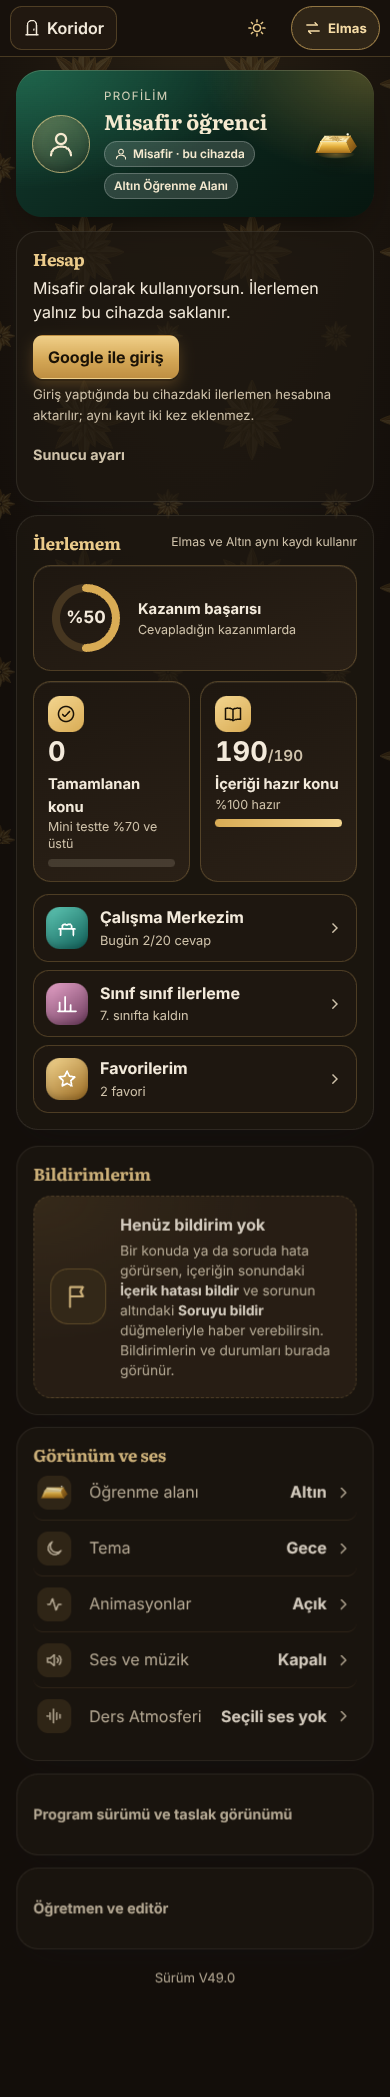 Koridor
Elmas
PROFİLİM
Misafir öğrenci
Misafir · bu cihazda
Altın Öğrenme Alanı
Hesap
Misafir olarak kullanıyorsun. İlerlemen
yalnız bu cihazda saklanır.
Google ile giriş
Giriş yaptığında bu cihazdaki ilerlemen hesabına
aktarılır; aynı kayıt iki kez eklenmez.
Sunucu ayarı
İlerlemem
Elmas ve Altın aynı kaydı kullanır
%50
Kazanım başarısı
Cevapladığın kazanımlarda
0
Tamamlanan
konu
Mini testte %70 ve
üstü
190/190
İçeriği hazır konu
%100 hazır
Çalışma Merkezim
Bugün 2/20 cevap
Sınıf sınıf ilerleme
7. sınıfta kaldın
Favorilerim
2 favori
Bildirimlerim
Henüz bildirim yok
Bir konuda ya da soruda hata
görürsen, içeriğin sonundaki
İçerik hatası bildir ve sorunun
altındaki Soruyu bildir
düğmeleriyle haber verebilirsin.
Bildirimlerin ve durumları burada
görünür.
Görünüm ve ses
Öğrenme alanı Altın
Tema Gece
Animasyonlar Açık
Ses ve müzik Kapalı
Ders Atmosferi Seçili ses yok
Program sürümü ve taslak görünümü
Öğretmen ve editör
Sürüm V49.0